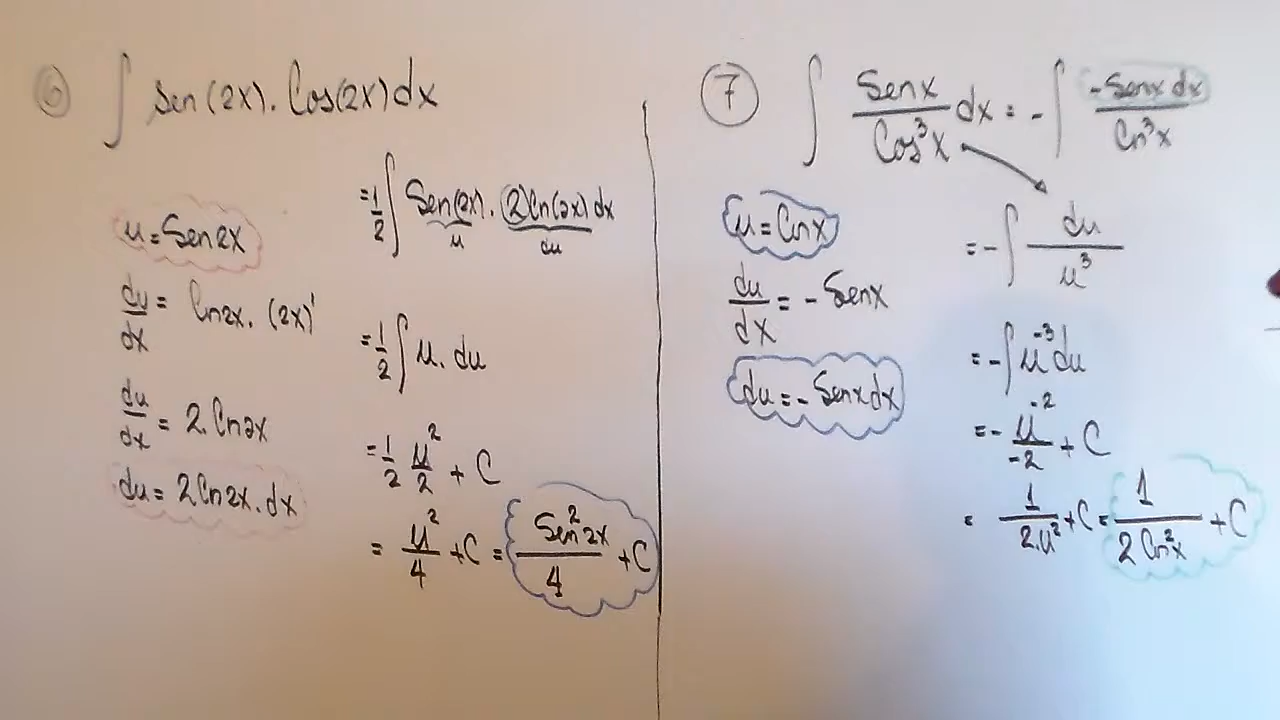 ⑥ ∫ Sen(2x). Cos(2x)dx
= 1/2 ∫ Sen(2x) . (2)Cos(2x) dx
u du
u = Sen2x
du/dx = Cos2x. (2x)'
= 1/2 ∫ u. du
du/dx = 2. Cos2x
= 1/2 u²/2 + C
du = 2Cos2x. dx
= u²/4 + C = Sen²2x/4 + C
⑦ ∫ Senx/Cos³x dx = - ∫ -Senx dx/Cos³x
u = Cosx
= - ∫ du/u³
du/dx = - Senx
= - ∫ u⁻³ du
du = - Senx dx
= - u⁻²/-2 + C
= 1/2.u² + C = 1/2 Cos²x + C